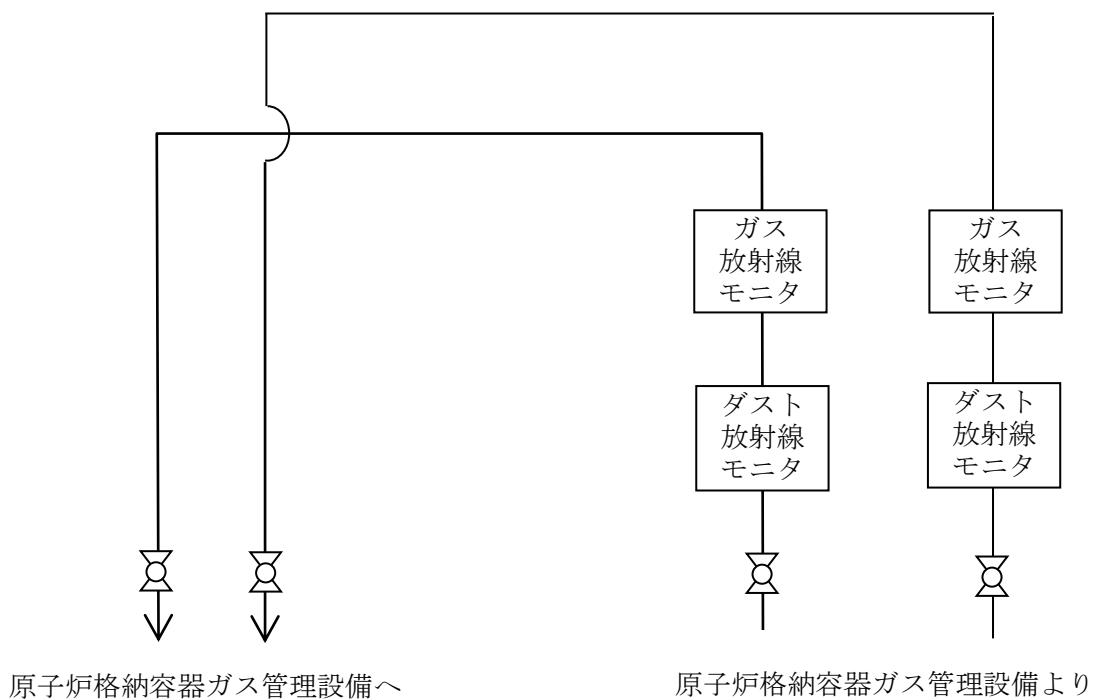 ガス
放射線
モニタ
ガス
放射線
モニタ
ダスト
放射線
モニタ
ダスト
放射線
モニタ
原子炉格納容器ガス管理設備へ
原子炉格納容器ガス管理設備より